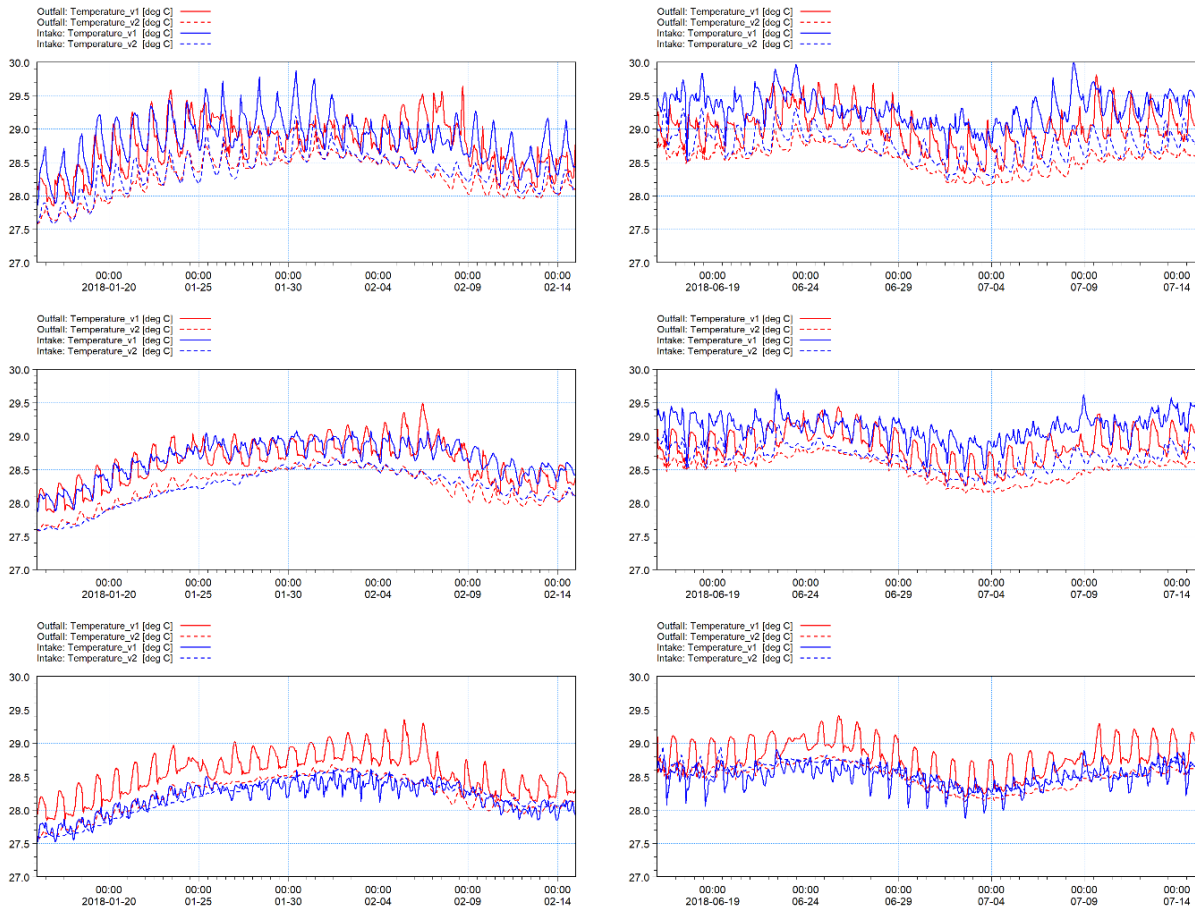 Outfall: Temperature_v1 [deg C]
Outfall: Temperature_v2 [deg C]
Intake: Temperature_v1 [deg C]
Intake: Temperature_v2 [deg C]
30.0
29.5
29.0
28.5
28.0
27.5
27.0
00:00 00:00 00:00 00:00 00:00 00:00
2018-01-20 01-25 01-30 02-04 02-09 02-14
Outfall: Temperature_v1 [deg C]
Outfall: Temperature_v2 [deg C]
Intake: Temperature_v1 [deg C]
Intake: Temperature_v2 [deg C]
30.0
29.5
29.0
28.5
28.0
27.5
27.0
00:00 00:00 00:00 00:00 00:00 00:00
2018-06-19 06-24 06-29 07-04 07-09 07-14
Outfall: Temperature_v1 [deg C]
Outfall: Temperature_v2 [deg C]
Intake: Temperature_v1 [deg C]
Intake: Temperature_v2 [deg C]
30.0
29.5
29.0
28.5
28.0
27.5
27.0
00:00 00:00 00:00 00:00 00:00 00:00
2018-01-20 01-25 01-30 02-04 02-09 02-14
Outfall: Temperature_v1 [deg C]
Outfall: Temperature_v2 [deg C]
Intake: Temperature_v1 [deg C]
Intake: Temperature_v2 [deg C]
30.0
29.5
29.0
28.5
28.0
27.5
27.0
00:00 00:00 00:00 00:00 00:00 00:00
2018-06-19 06-24 06-29 07-04 07-09 07-14
Outfall: Temperature_v1 [deg C]
Outfall: Temperature_v2 [deg C]
Intake: Temperature_v1 [deg C]
Intake: Temperature_v2 [deg C]
30.0
29.5
29.0
28.5
28.0
27.5
27.0
00:00 00:00 00:00 00:00 00:00 00:00
2018-01-20 01-25 01-30 02-04 02-09 02-14
Outfall: Temperature_v1 [deg C]
Outfall: Temperature_v2 [deg C]
Intake: Temperature_v1 [deg C]
Intake: Temperature_v2 [deg C]
30.0
29.5
29.0
28.5
28.0
27.5
27.0
00:00 00:00 00:00 00:00 00:00 00:00
2018-06-19 06-24 06-29 07-04 07-09 07-14